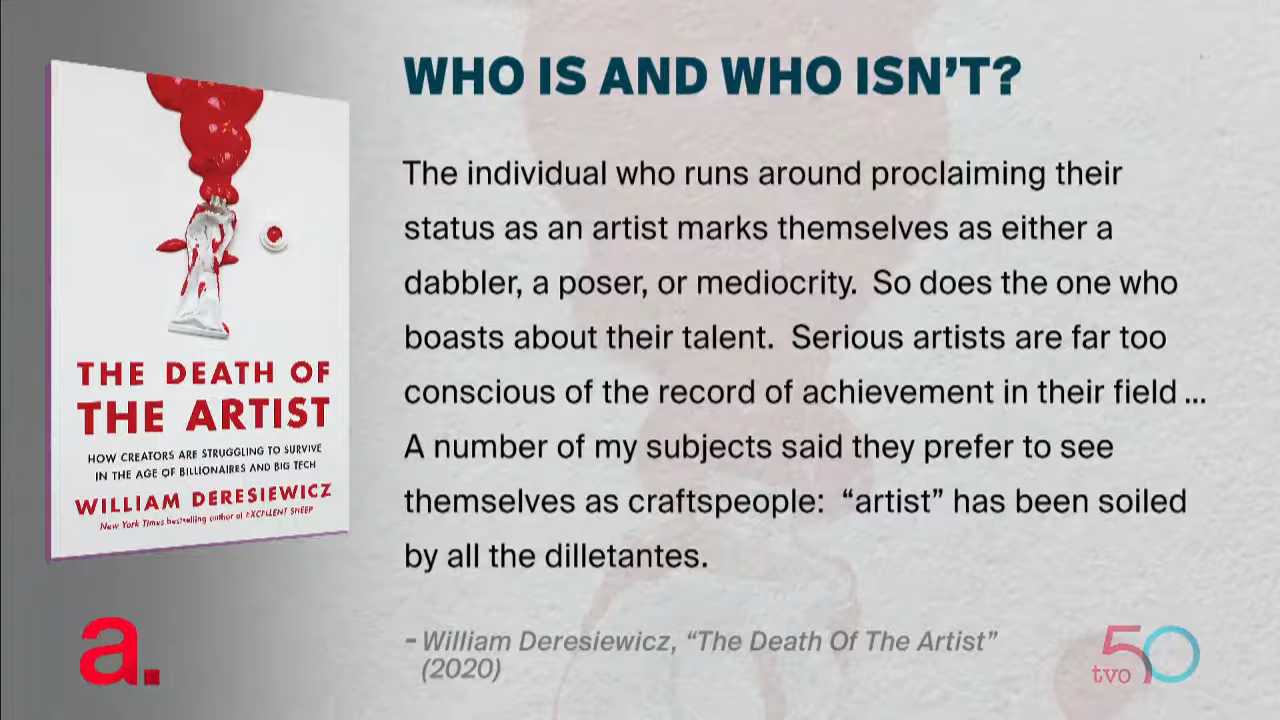 WHO IS AND WHO ISN'T?
The individual who runs around proclaiming their
status as an artist marks themselves as either a
dabbler, a poser, or mediocrity.  So does the one who
boasts about their talent.  Serious artists are far too
conscious of the record of achievement in their field ...
A number of my subjects said they prefer to see
themselves as craftspeople:  “artist” has been soiled
by all the dilletantes.
– William Deresiewicz, “The Death Of The Artist”
(2020)
THE DEATH OF
THE ARTIST
HOW CREATORS ARE STRUGGLING TO SURVIVE
IN THE AGE OF BILLIONAIRES AND BIG TECH
WILLIAM DERESIEWICZ
New York Times bestselling author of EXCELLENT SHEEP
a.
tvo 50